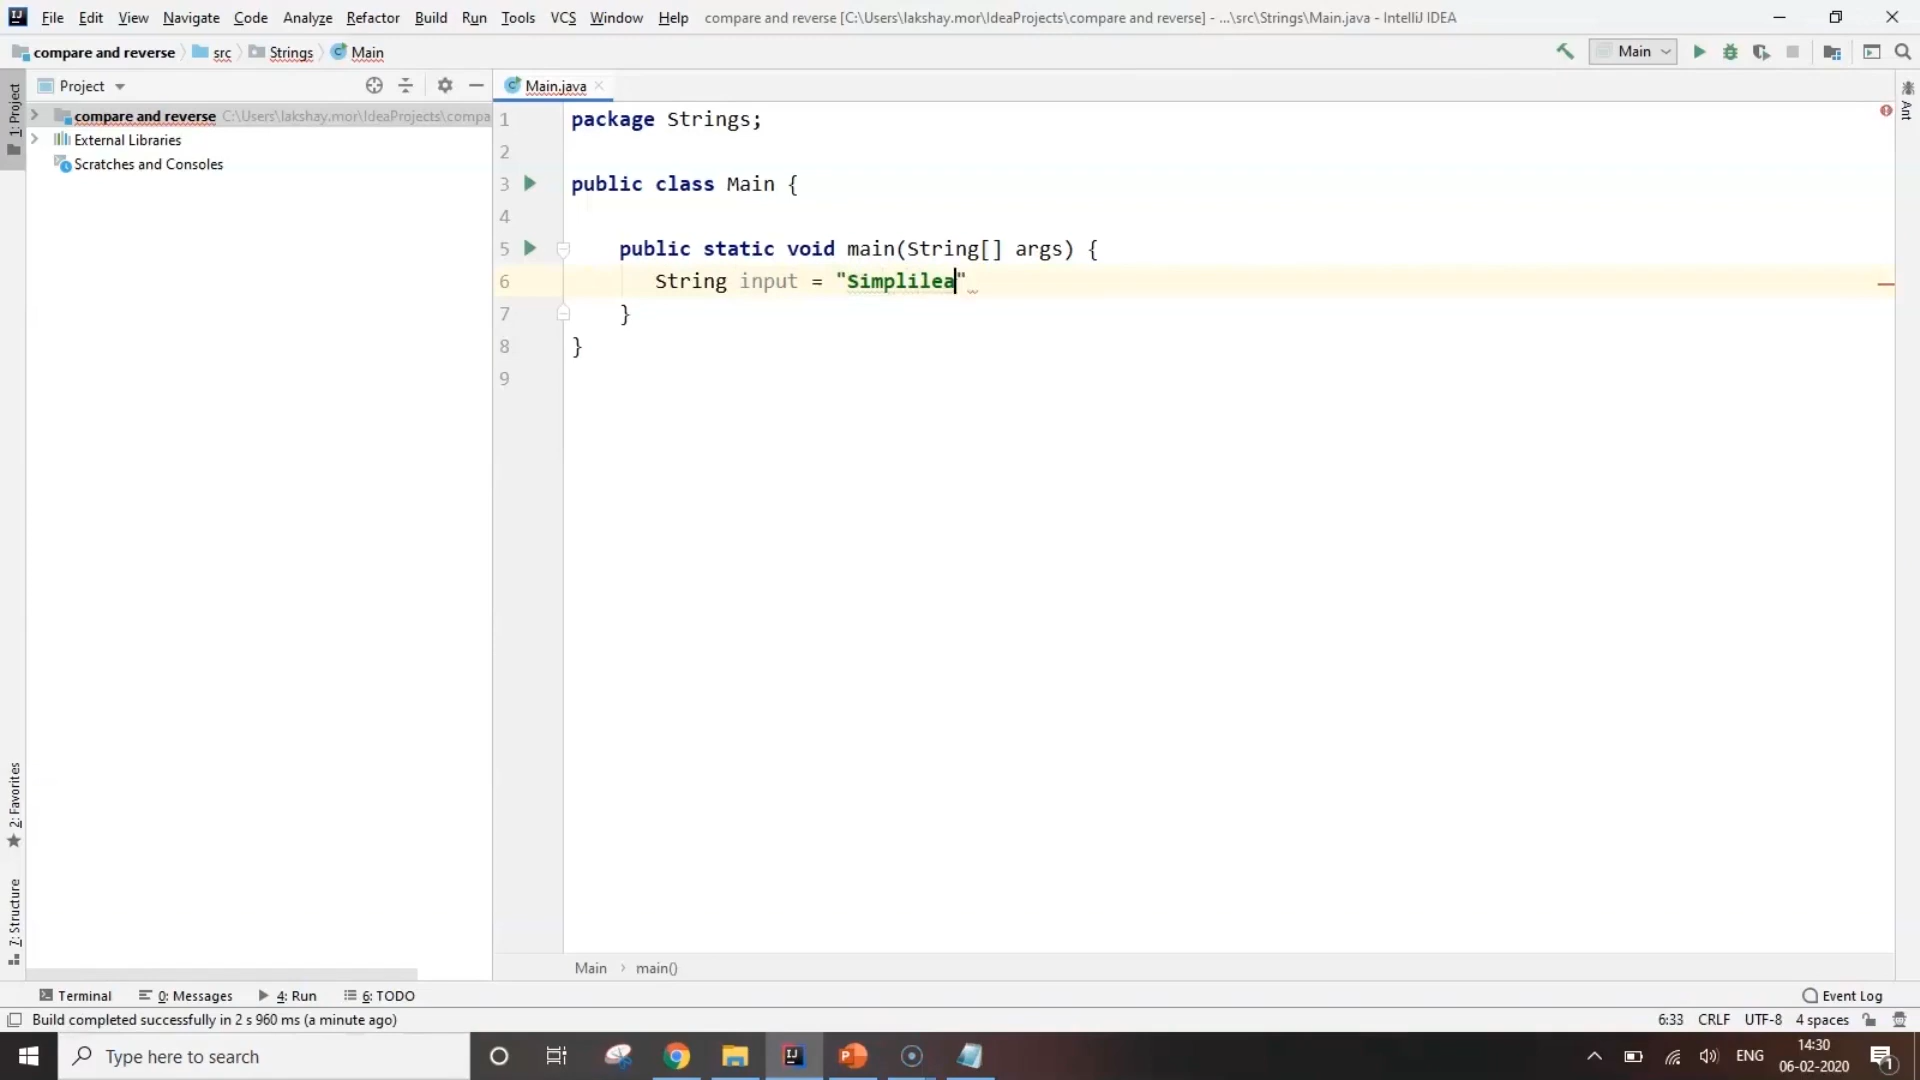 File Edit View Navigate Code Analyze Refactor Build Run Tools VCS Window Help compare and reverse [C:\Users\lakshay.mor\IdeaProjects\compare and reverse] - ...\src\Strings\Main.java - IntelliJ IDEA
compare and reverse src Strings Main Main
Project Main.java
1: Project
compare and reverse C:\Users\lakshay.mor\IdeaProjects\compa
External Libraries
Scratches and Consoles
Ant
1 package Strings;
2
3 public class Main {
4
5 public static void main(String[] args) {
6 String input = "Simplilea"
7 }
8 }
9
2: Favorites
7: Structure
Main main()
Terminal 0: Messages 4: Run 6: TODO Event Log
Build completed successfully in 2 s 960 ms (a minute ago) 6:33 CRLF UTF-8 4 spaces
Type here to search ENG 14:30
06-02-2020 1